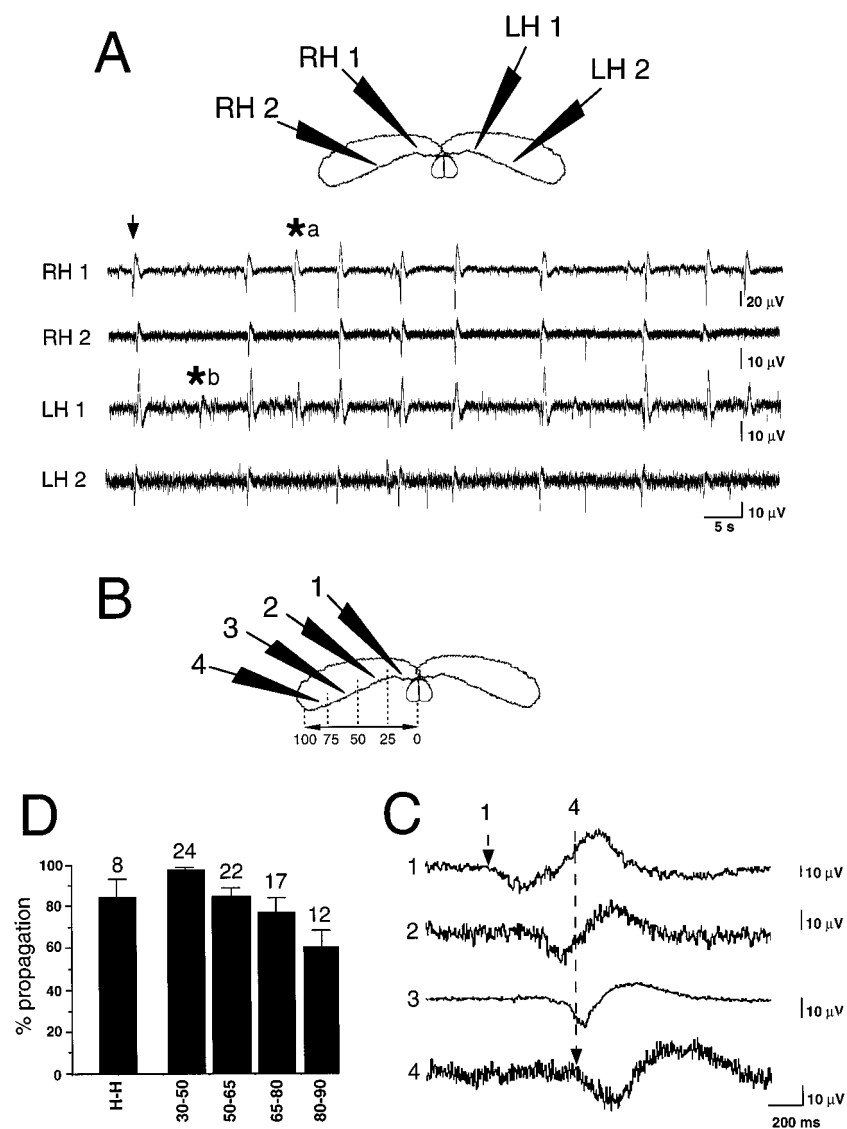 A
RH 2
RH 1
LH 1
LH 2
*a
RH 1
20 µV
RH 2
10 µV
*b
LH 1
10 µV
LH 2
10 µV
5 s
B
4
3
2
1
100 75 50 25 0
D
% propagation
100
80
60
40
20
0
8
24
22
17
12
H-H
30-50
50-65
65-80
80-90
C
1
4
1
10 µV
2
10 µV
3
10 µV
4
10 µV
200 ms